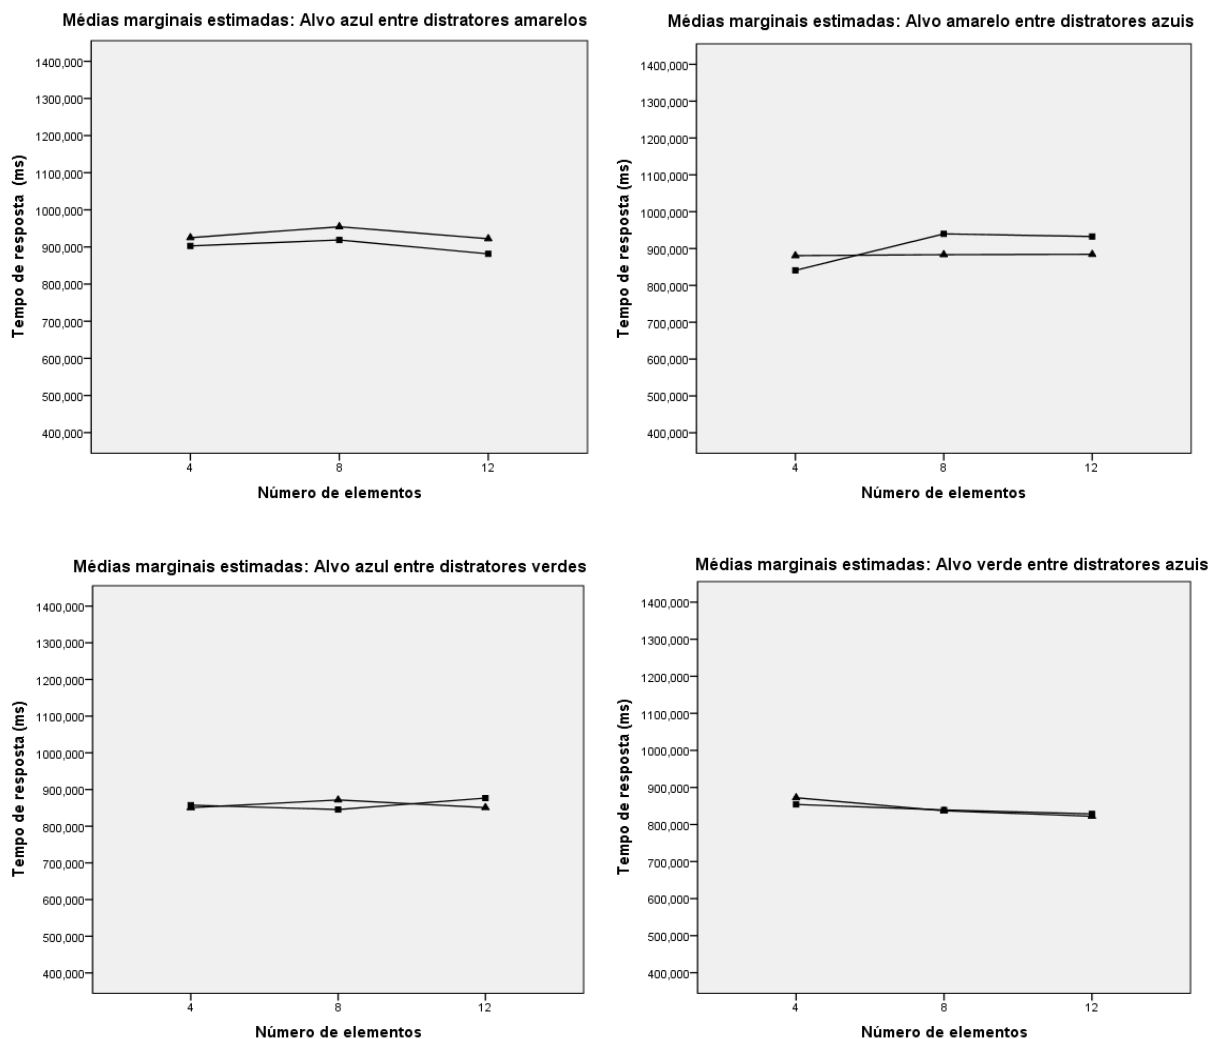 Médias marginais estimadas: Alvo azul entre distratores amarelos
1400,000
1300,000
1200,000
1100,000
1000,000
900,000
800,000
700,000
600,000
500,000
400,000
Tempo de resposta (ms)
4 8 12
Número de elementos
Médias marginais estimadas: Alvo amarelo entre distratores azuis
1400,000
1300,000
1200,000
1100,000
1000,000
900,000
800,000
700,000
600,000
500,000
400,000
Tempo de resposta (ms)
4 8 12
Número de elementos
Médias marginais estimadas: Alvo azul entre distratores verdes
1400,000
1300,000
1200,000
1100,000
1000,000
900,000
800,000
700,000
600,000
500,000
400,000
Tempo de resposta (ms)
4 8 12
Número de elementos
Médias marginais estimadas: Alvo verde entre distratores azuis
1400,000
1300,000
1200,000
1100,000
1000,000
900,000
800,000
700,000
600,000
500,000
400,000
Tempo de resposta (ms)
4 8 12
Número de elementos